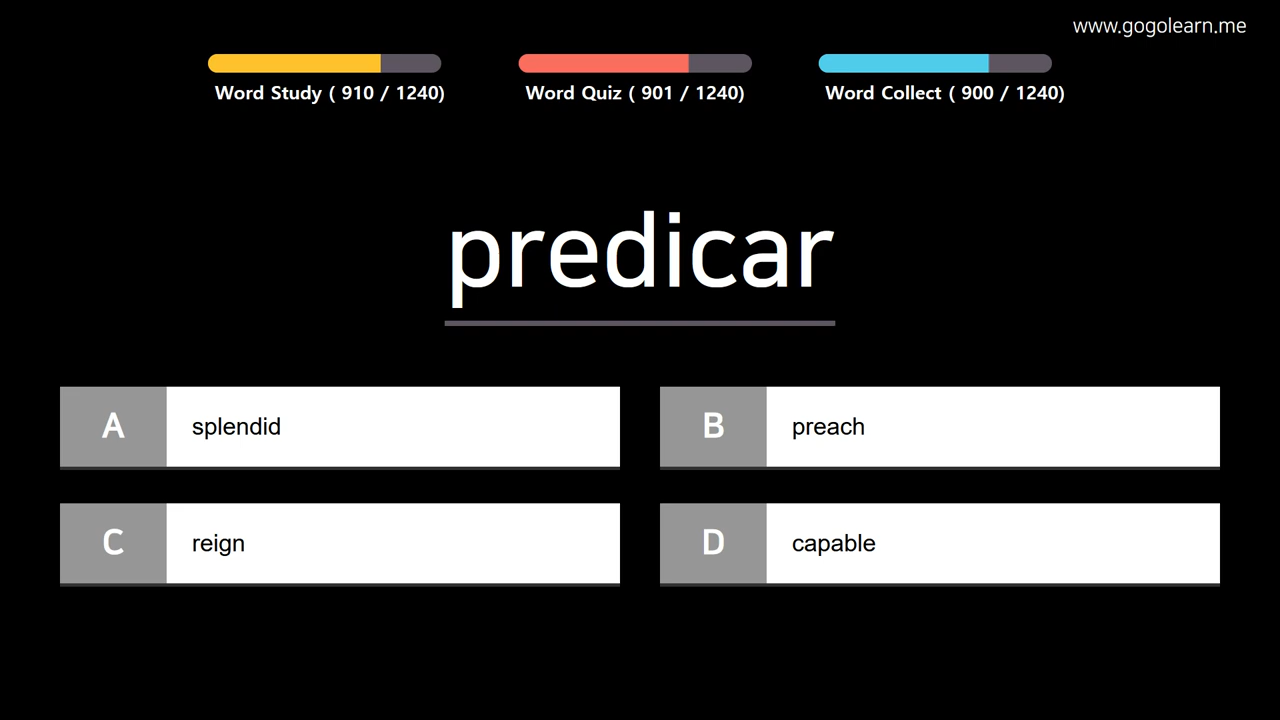 www.gogolearn.me
Word Study ( 910 / 1240)
Word Quiz ( 901 / 1240)
Word Collect ( 900 / 1240)
predicar
A splendid
B preach
C reign
D capable